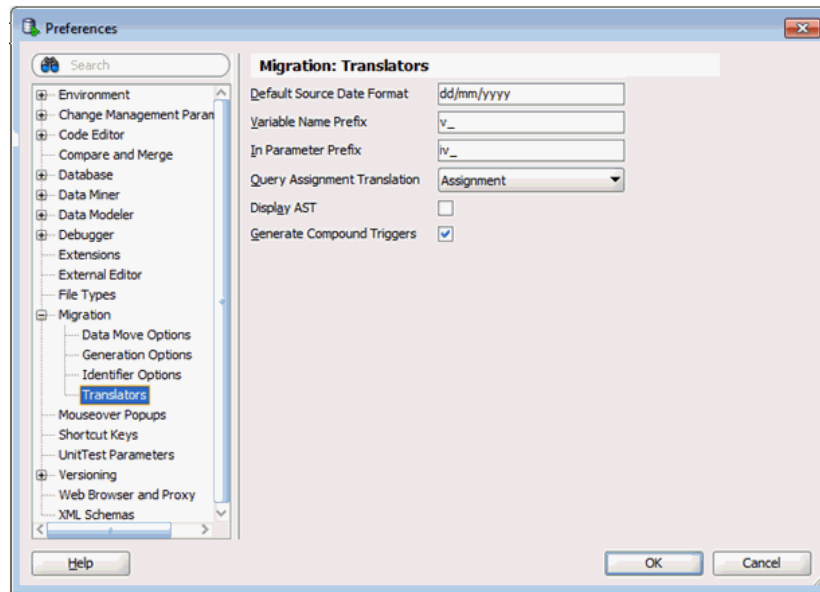 Preferences
Search
Environment
Change Management Param
Code Editor
Compare and Merge
Database
Data Miner
Data Modeler
Debugger
Extensions
External Editor
File Types
Migration
Data Move Options
Generation Options
Identifier Options
Translators
Mouseover Popups
Shortcut Keys
UnitTest Parameters
Versioning
Web Browser and Proxy
XML Schemas
Migration: Translators
Default Source Date Format dd/mm/yyyy
Variable Name Prefix v_
In Parameter Prefix iv_
Query Assignment Translation Assignment
Display AST
Generate Compound Triggers
Help OK Cancel